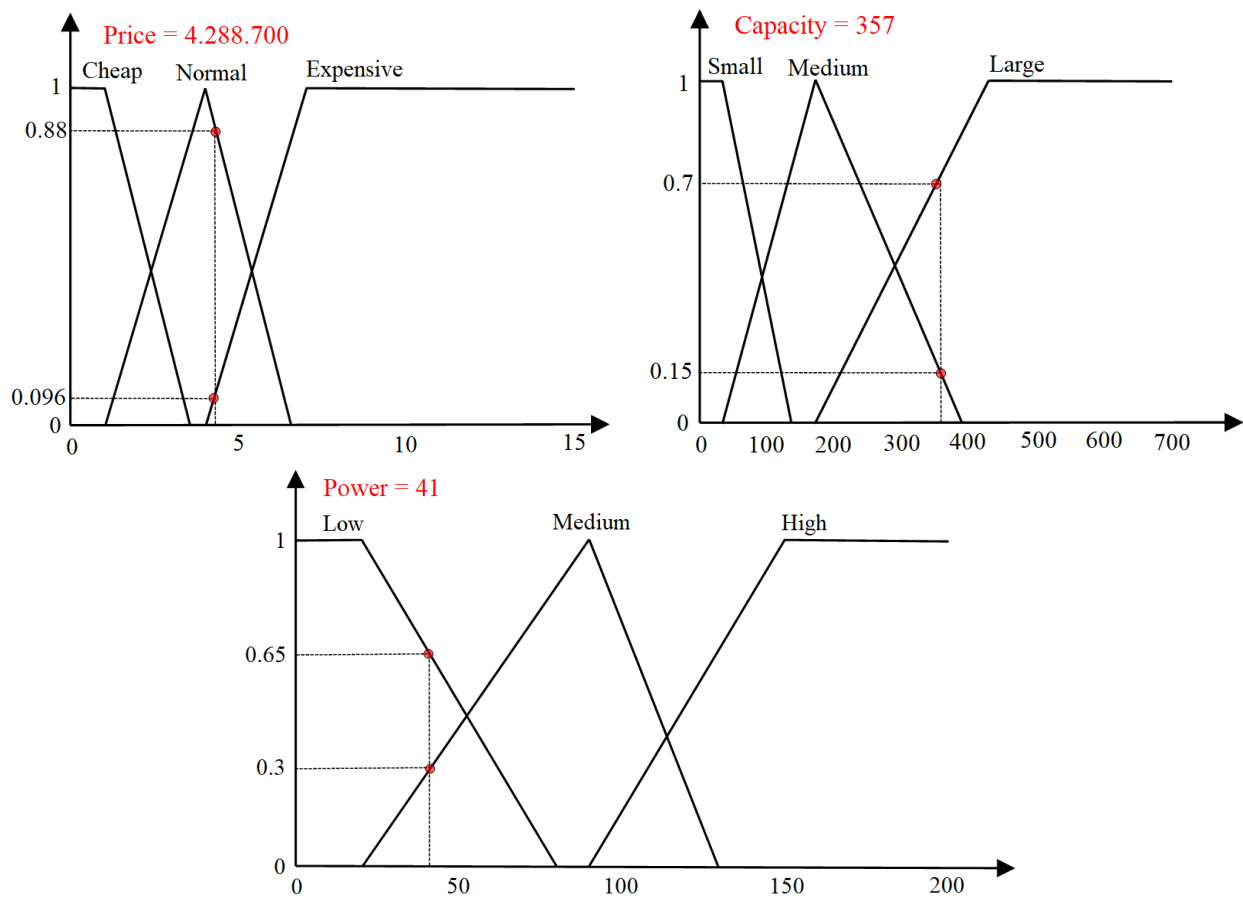 Price = 4.288.700
Cheap Normal Expensive
1
0.88
0.096
0
0 5 10 15
Capacity = 357
Small Medium Large
1
0.7
0.15
0
0 100 200 300 400 500 600 700
Power = 41
Low Medium High
1
0.65
0.3
0
0 50 100 150 200